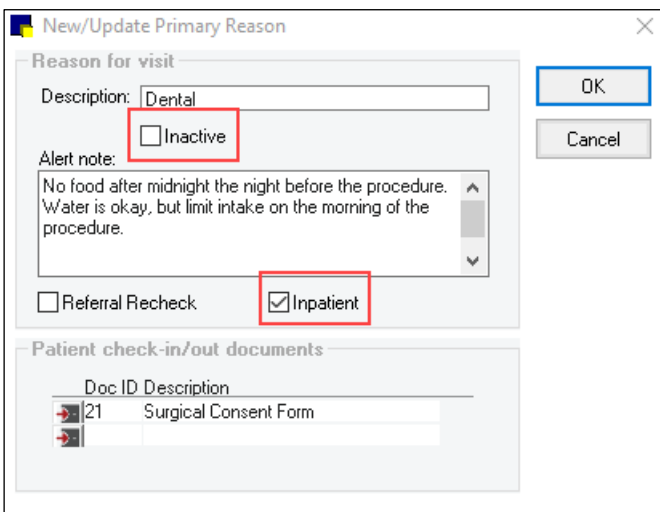 New/Update Primary Reason
Reason for visit
OK
Description: Dental
Inactive
Cancel
Alert note:
No food after midnight the night before the procedure.
Water is okay, but limit intake on the morning of the
procedure.
Referral Recheck Inpatient
Patient check-in/out documents
Doc ID Description
21 Surgical Consent Form